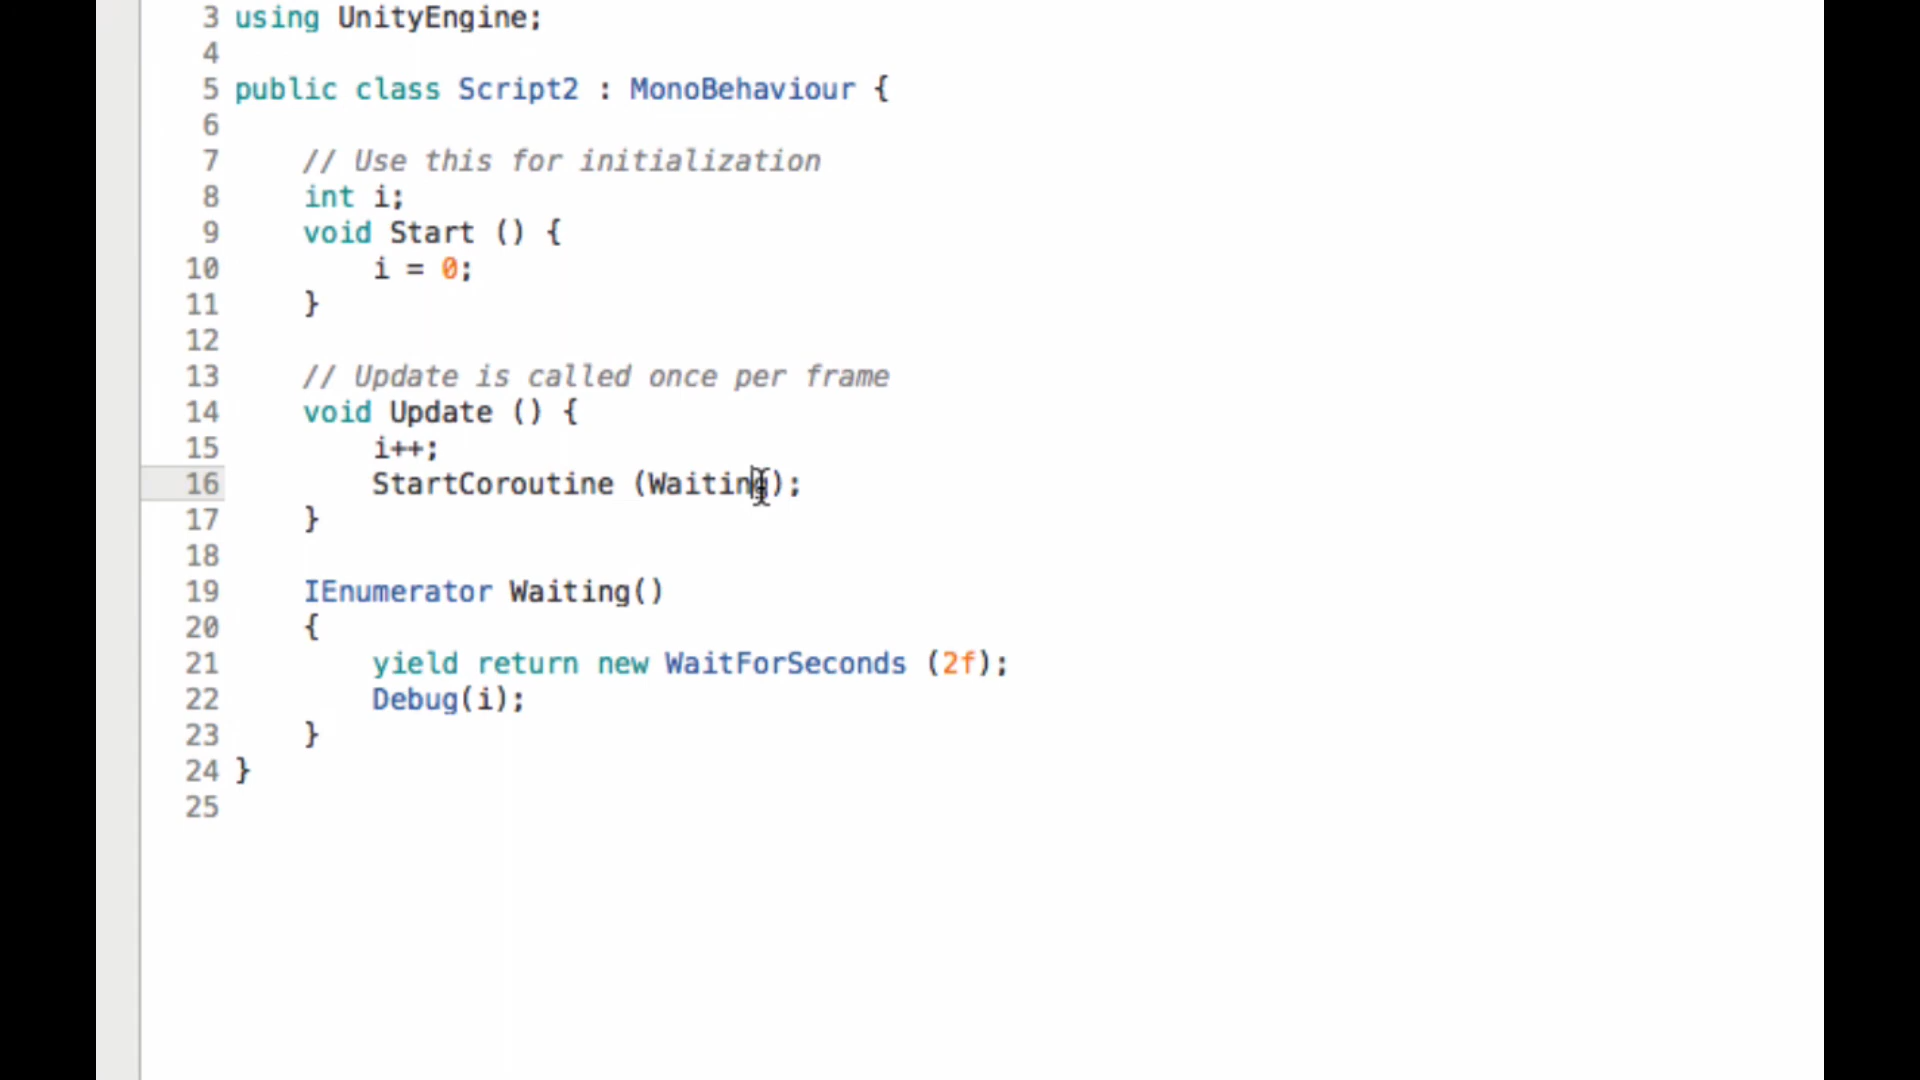 3 using UnityEngine;
4
5 public class Script2 : MonoBehaviour {
6
7 // Use this for initialization
8 int i;
9 void Start () {
10 i = 0;
11 }
12
13 // Update is called once per frame
14 void Update () {
15 i++;
16 StartCoroutine (Waiting);
17 }
18
19 IEnumerator Waiting()
20 {
21 yield return new WaitForSeconds (2f);
22 Debug(i);
23 }
24 }
25